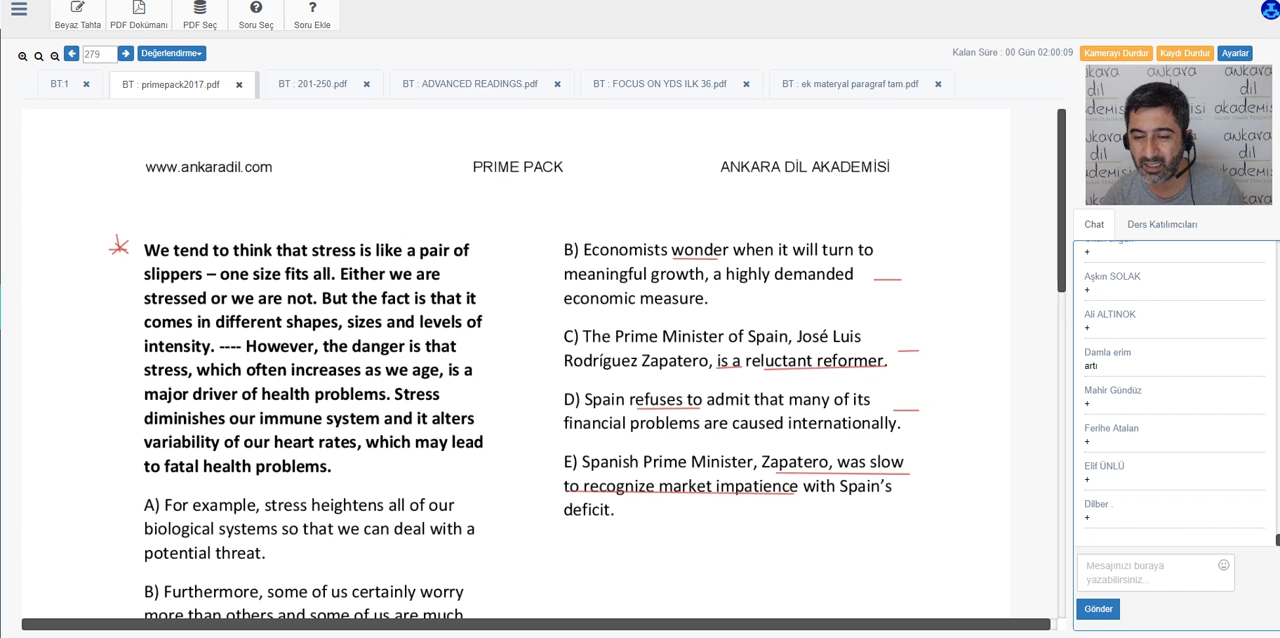 Beyaz Tahta
PDF Dokümanı
PDF Seç
Soru Seç
Soru Ekle
279
Değerlendirme
Kalan Süre : 00 Gün 02:00:09
Kamerayı Durdur
Kaydı Durdur
Ayarlar
BT:1
BT : primepack2017.pdf
BT : 201-250.pdf
BT : ADVANCED READINGS.pdf
BT : FOCUS ON YDS ILK 36.pdf
BT : ek materyal paragraf tam.pdf
www.ankaradil.com
PRIME PACK
ANKARA DİL AKADEMİSİ
We tend to think that stress is like a pair of
slippers – one size fits all. Either we are
stressed or we are not. But the fact is that it
comes in different shapes, sizes and levels of
intensity. ---- However, the danger is that
stress, which often increases as we age, is a
major driver of health problems. Stress
diminishes our immune system and it alters
variability of our heart rates, which may lead
to fatal health problems.
A) For example, stress heightens all of our
biological systems so that we can deal with a
potential threat.
B) Furthermore, some of us certainly worry
more than others and some of us are much
B) Economists wonder when it will turn to
meaningful growth, a highly demanded
economic measure.
C) The Prime Minister of Spain, José Luis
Rodríguez Zapatero, is a reluctant reformer.
D) Spain refuses to admit that many of its
financial problems are caused internationally.
E) Spanish Prime Minister, Zapatero, was slow
to recognize market impatience with Spain's
deficit.
ankara
dil
akademisi
Chat
Ders Katılımcıları
+
Aşkın SOLAK
+
Ali ALTINOK
+
Damla erim
artı
Mahir Gündüz
+
Ferihe Atalan
+
Elif ÜNLÜ
+
Dilber .
+
Mesajınızı buraya
yazabilirsiniz...
Gönder